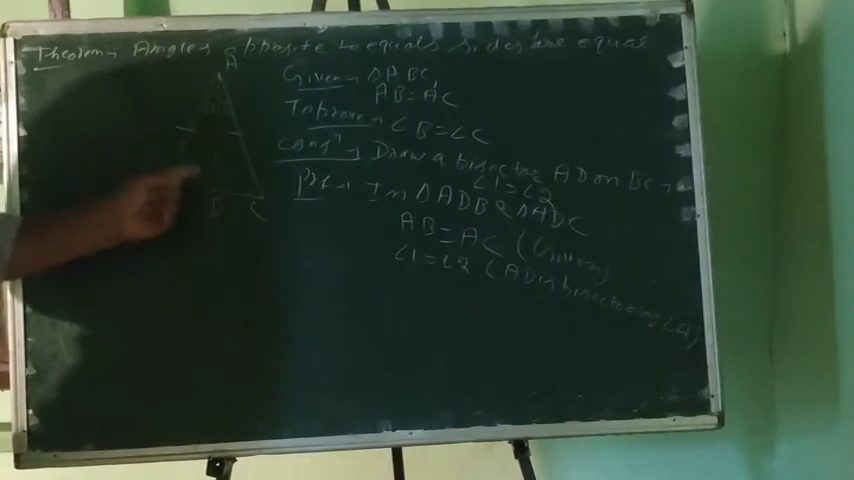 Theorem - Angles opposite to equals sides are equal
A
Given - ΔABC,
AB = AC
To prove - ∠B = ∠C
Consⁿ - Draw a bisector AD on BC
∠1 = ∠2
Prf - In ΔADB & ΔADC
AB = AC (Given)
∠1 = ∠2 (AD is bisector of ∠A)
D C